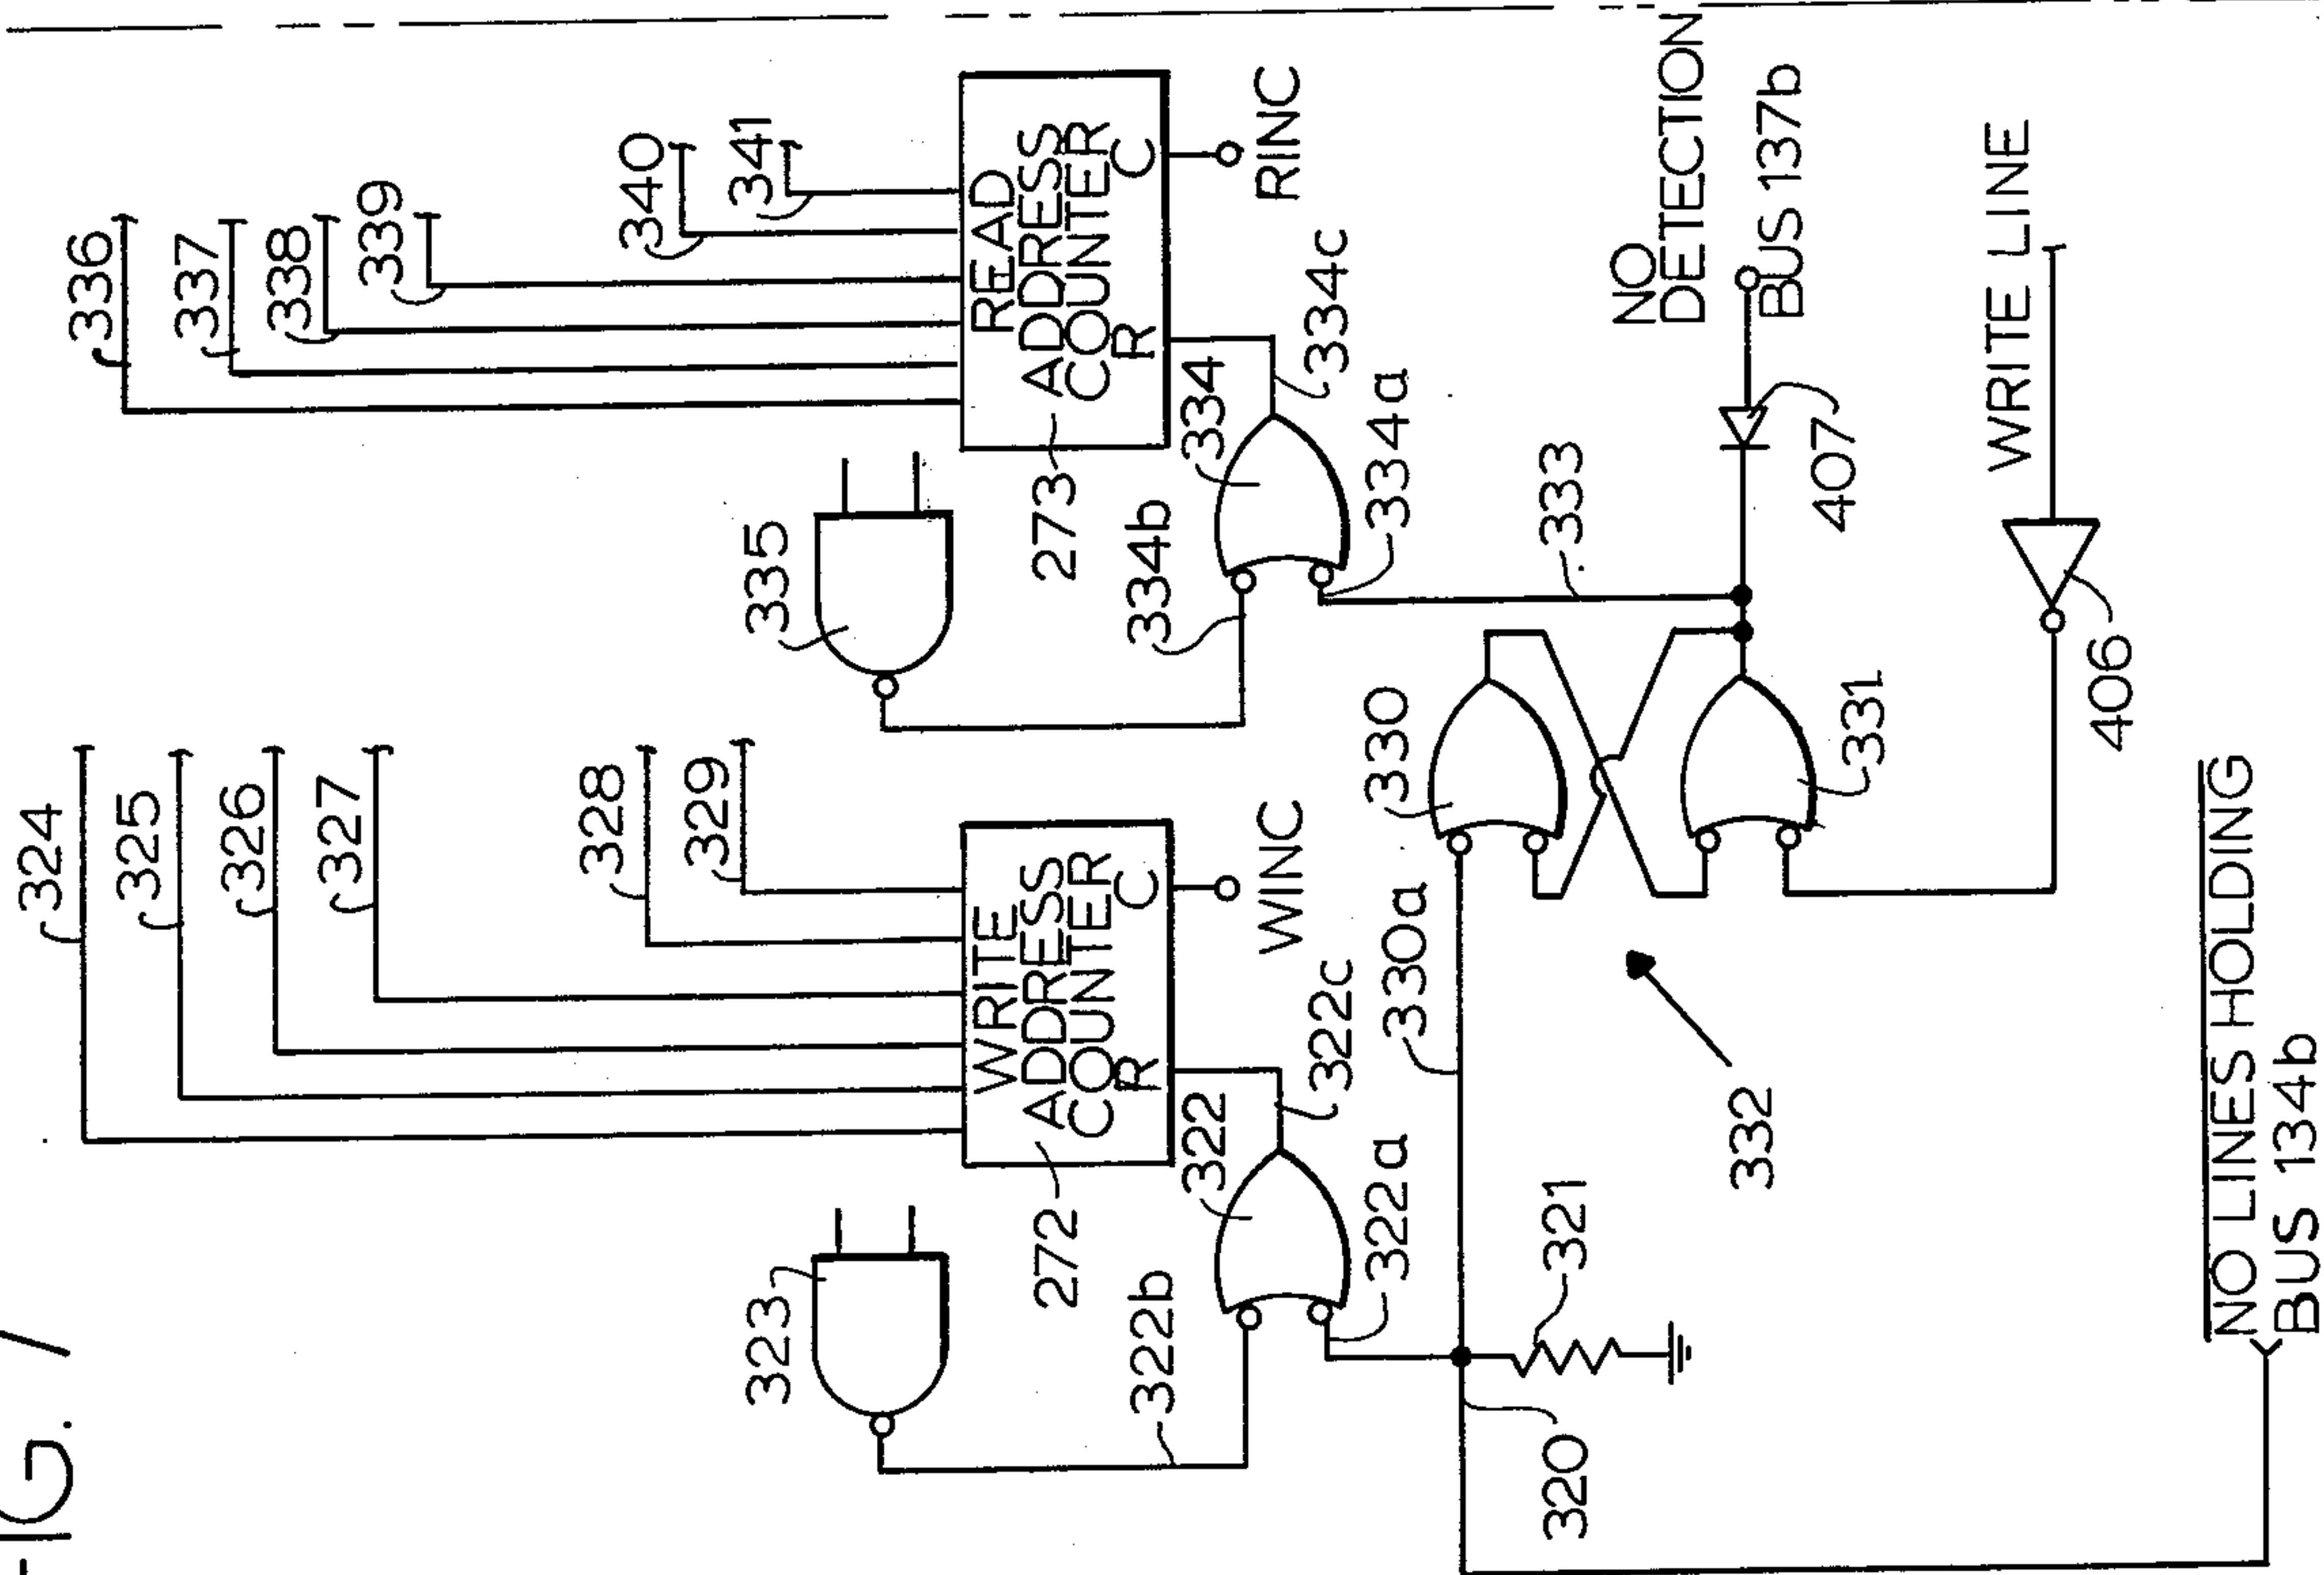 FIG. 7
324
325
326
327
328
329
336
337
338
339
340
341
323
322b
272
WRITE
ADDRESS
COUNTER
R
C
WINC
322
322c
322a
335
334b
273
READ
ADDRESS
COUNTER
R
C
RINC
334
334c
334a
320
321
330a
330
331
332
333
NO
DETECTION
BUS 137b
407
WRITE LINE
406
NO LINES HOLDING
BUS 134b